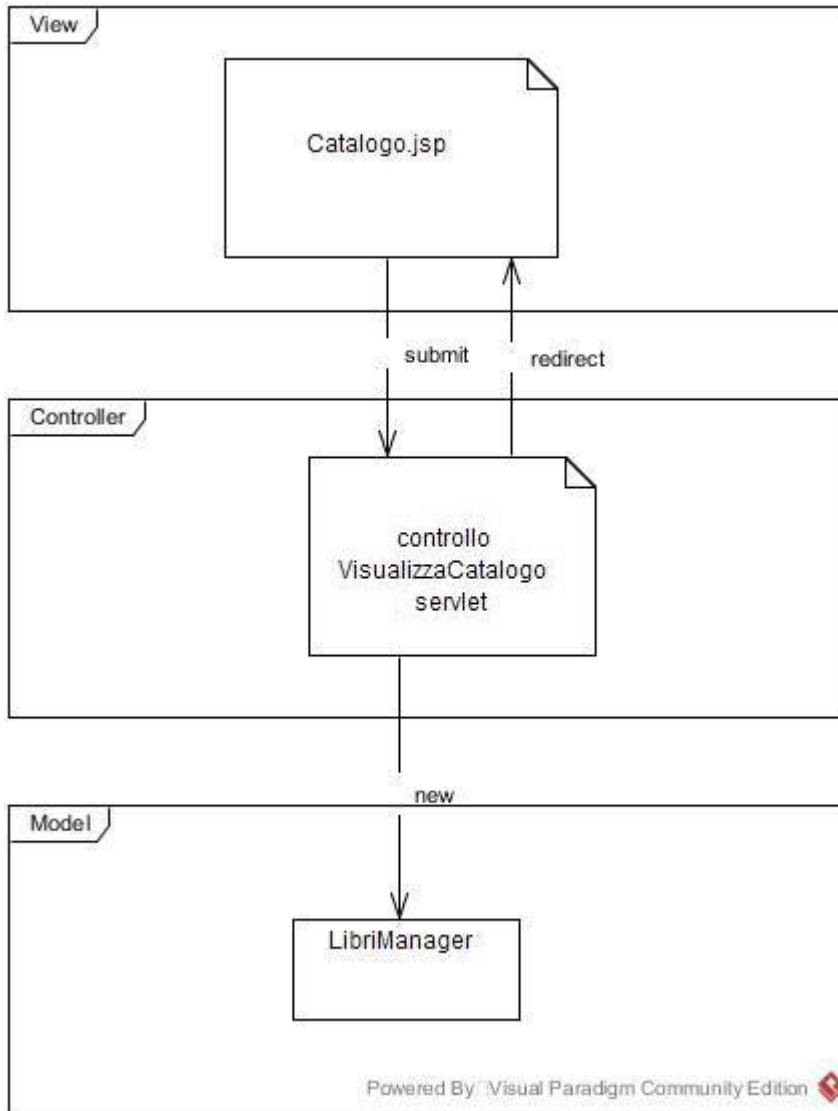 View
Catalogo.jsp
submit
redirect
Controller
controllo
VisualizzaCatalogo
servlet
new
Model
LibriManager
Powered By Visual Paradigm Community Edition